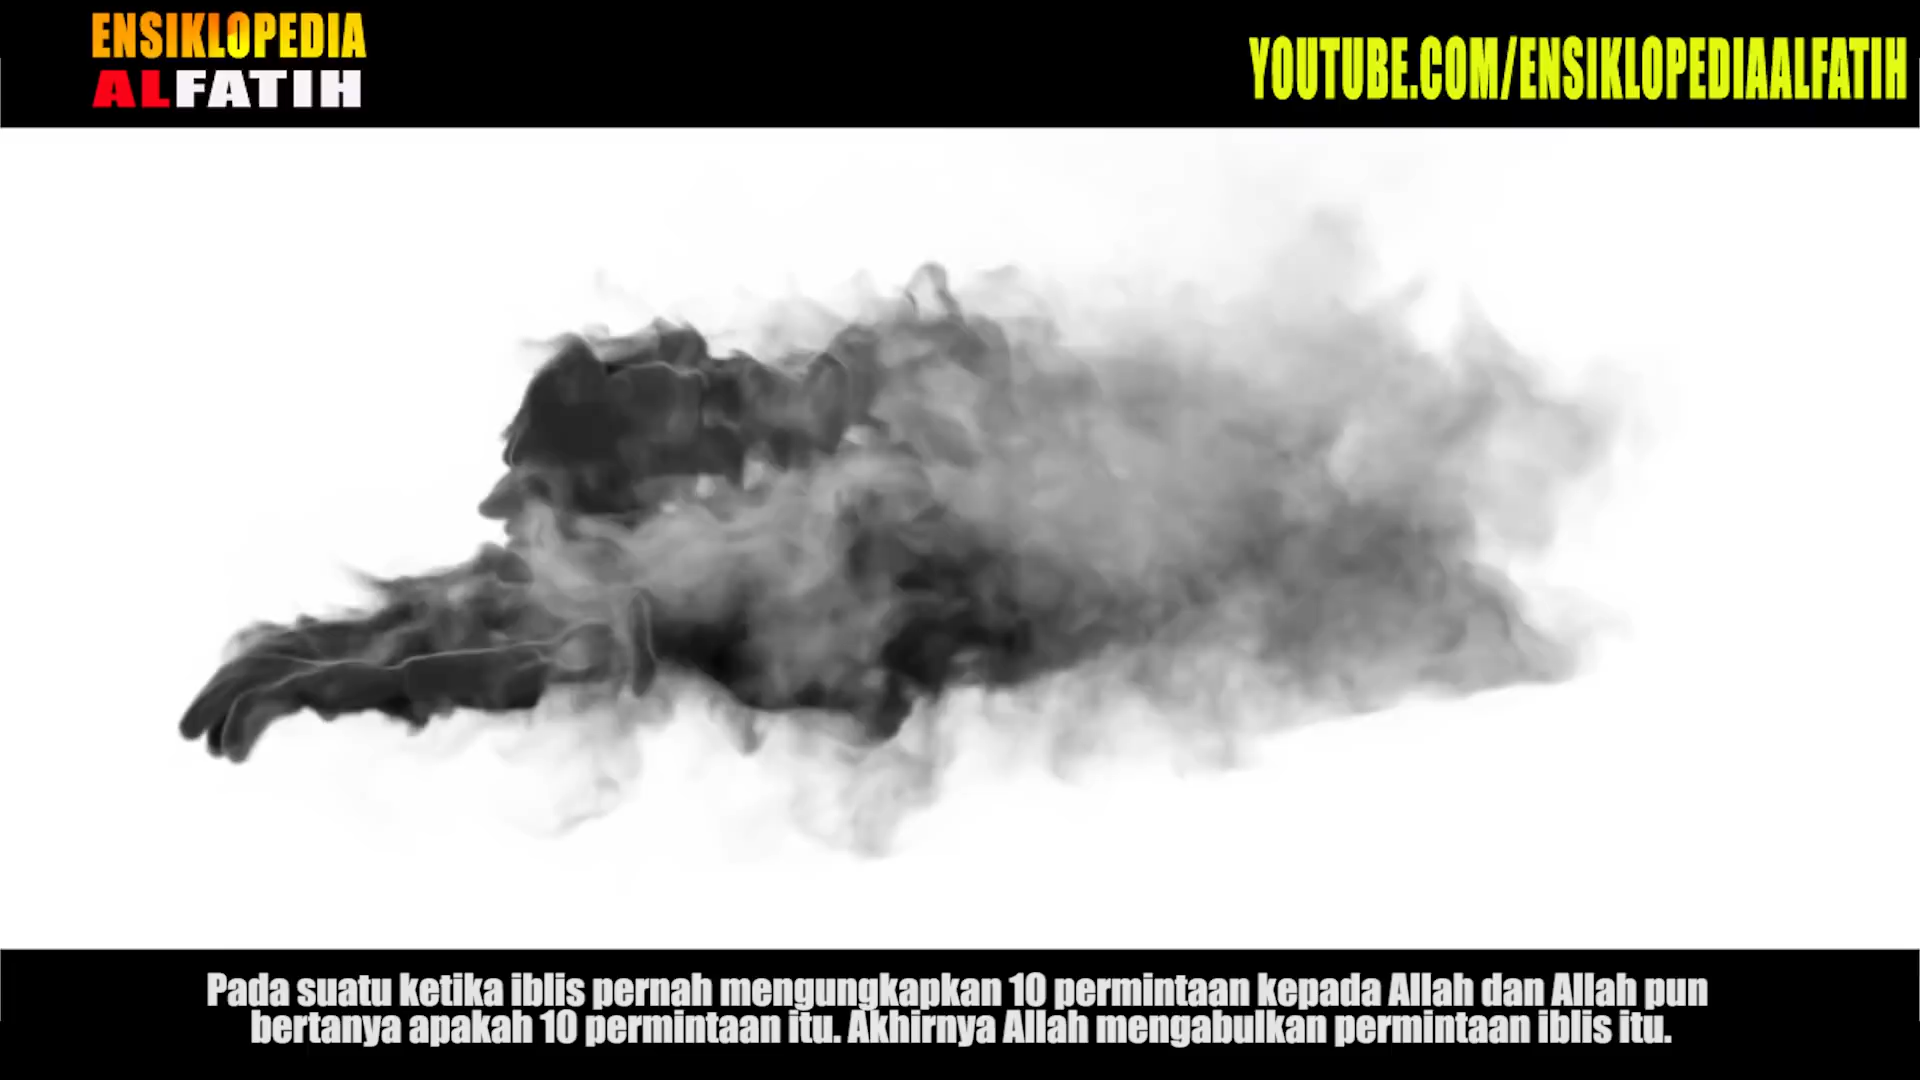 ENSIKLOPEDIA
ALFATIH
YOUTUBE.COM/ENSIKLOPEDIAALFATIH
Pada suatu ketika iblis pernah mengungkapkan 10 permintaan kepada Allah dan Allah pun
bertanya apakah 10 permintaan itu. Akhirnya Allah mengabulkan permintaan iblis itu.